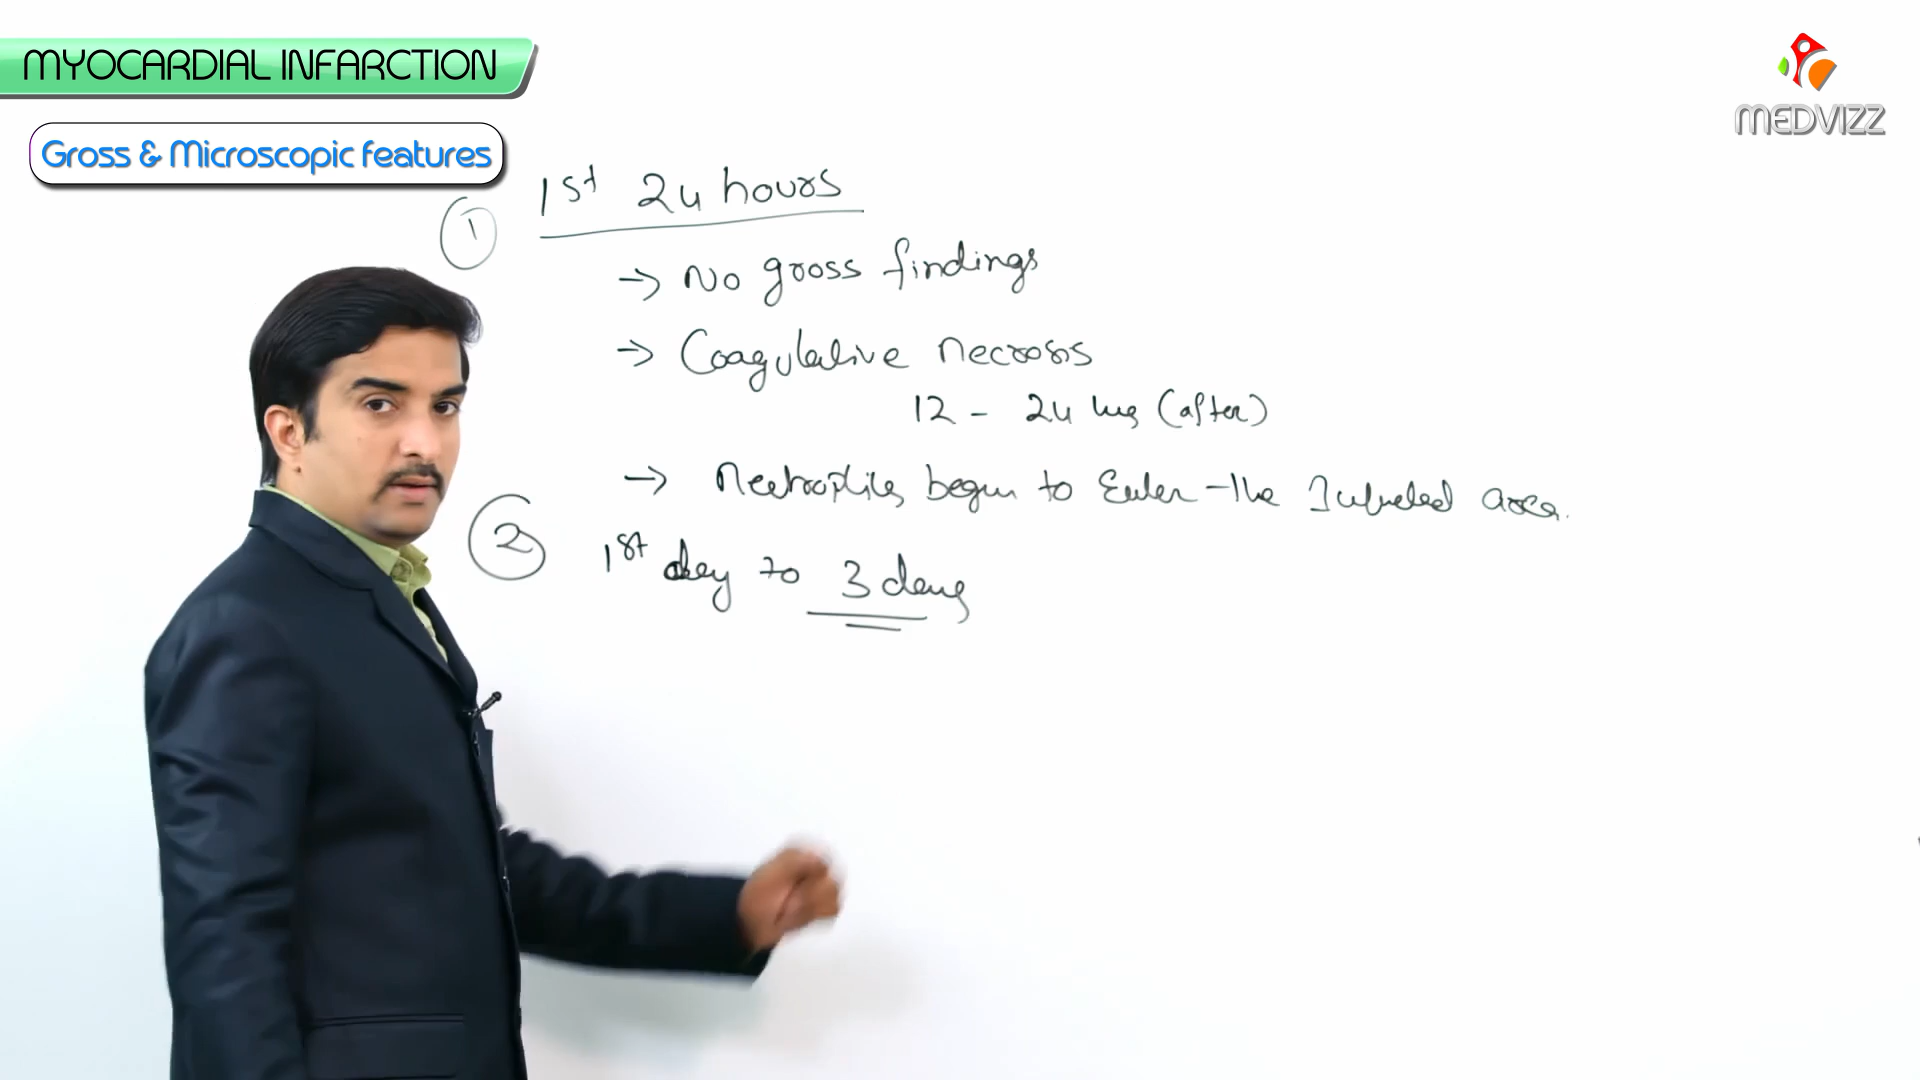 MYOCARDIAL INFARCTION
MEDVIZZ
Gross & Microscopic features
1 1st 24 hours
→ No gross findings
→ Coagulative necrosis
12 - 24 hrs (after)
→ Neutrophils begin to Enter the Infarcted area.
2 1st day to 3 days